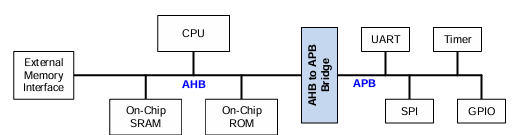 CPU
External
Memory
Interface
AHB
On-Chip
SRAM
On-Chip
ROM
AHB to APB
Bridge
UART
Timer
APB
SPI
GPIO